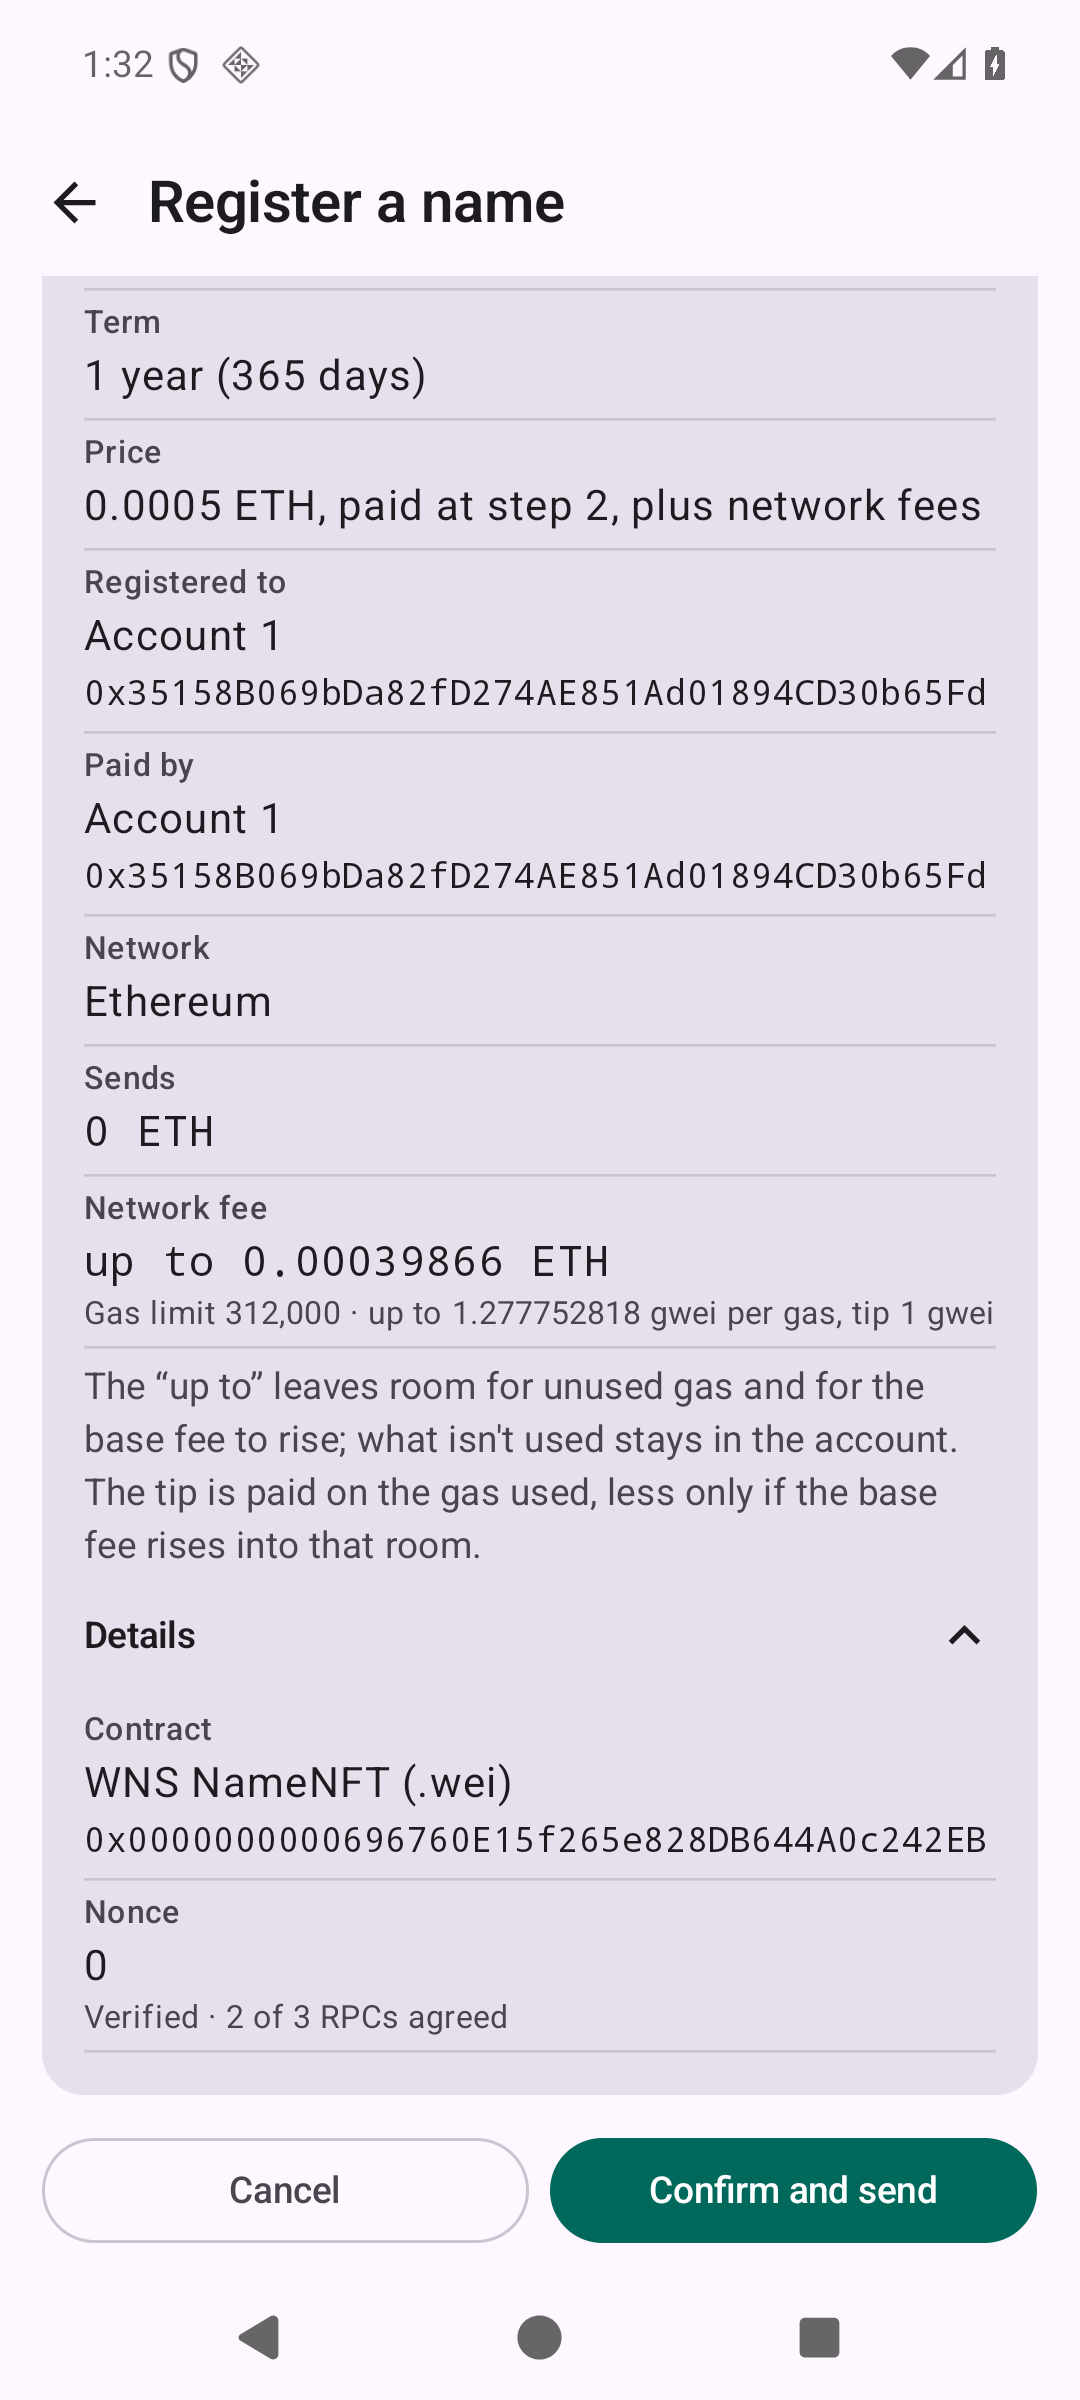 1:32
Register a name
Term
1 year (365 days)
Price
0.0005 ETH, paid at step 2, plus network fees
Registered to
Account 1
0x35158B069bDa82fD274AE851Ad01894CD30b65Fd
Paid by
Account 1
0x35158B069bDa82fD274AE851Ad01894CD30b65Fd
Network
Ethereum
Sends
0 ETH
Network fee
up to 0.00039866 ETH
Gas limit 312,000 · up to 1.277752818 gwei per gas, tip 1 gwei
The “up to” leaves room for unused gas and for the
base fee to rise; what isn't used stays in the account.
The tip is paid on the gas used, less only if the base
fee rises into that room.
Details
Contract
WNS NameNFT (.wei)
0x0000000000696760E15f265e828DB644A0c242EB
Nonce
0
Verified · 2 of 3 RPCs agreed
Cancel
Confirm and send